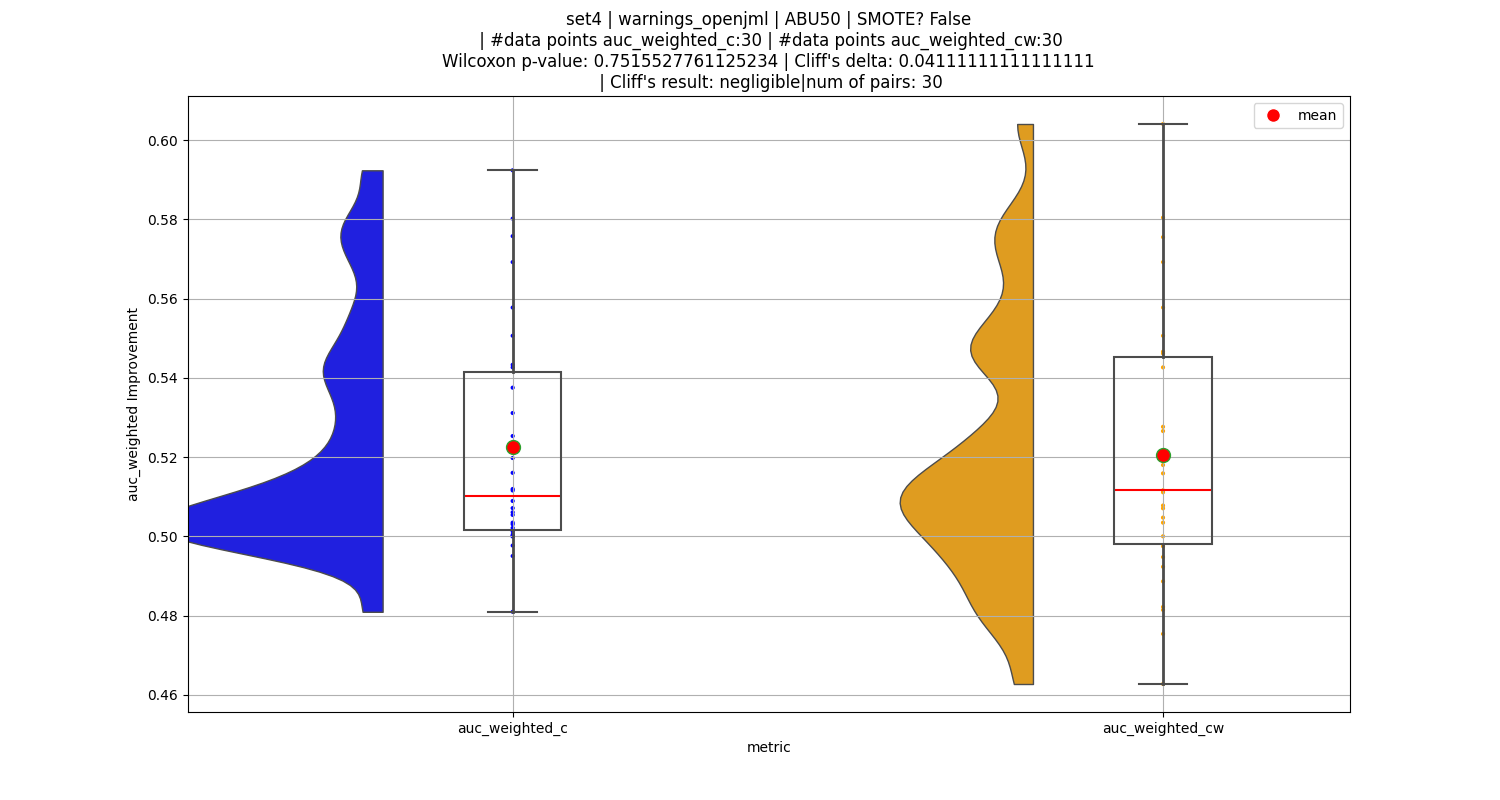 set4 | warnings_openjml | ABU50 | SMOTE? False
| #data points auc_weighted_c:30 | #data points auc_weighted_cw:30
Wilcoxon p-value: 0.7515527761125234 | Cliff's delta: 0.04111111111111111
| Cliff's result: negligible|num of pairs: 30
mean
0.60
0.58
0.56
0.54
0.52
0.50
0.48
0.46
auc_weighted Improvement
auc_weighted_c
auc_weighted_cw
metric